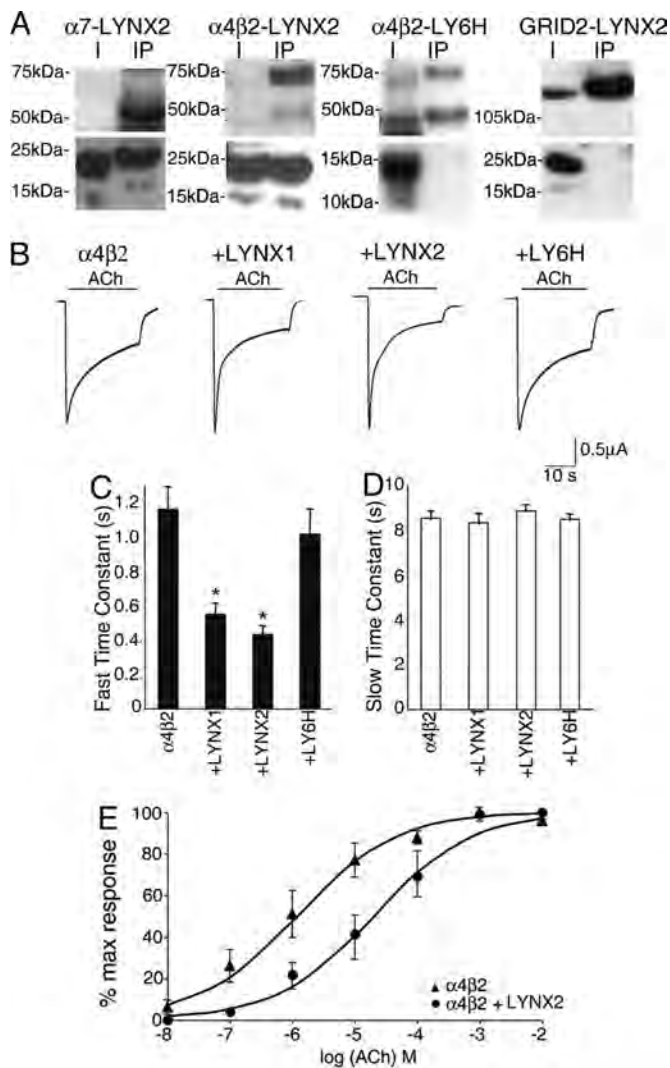 A
α7-LYNX2 α4β2-LYNX2 α4β2-LY6H GRID2-LYNX2
I IP I IP I IP I IP
75kDa- 75kDa- 75kDa-
50kDa- 50kDa- 50kDa- 105kDa-
25kDa- 25kDa- 15kDa- 25kDa-
15kDa- 15kDa- 10kDa- 15kDa-
B
α4β2 +LYNX1 +LYNX2 +LY6H
ACh ACh ACh ACh
0.5µA
10 s
C
Fast Time Constant (s)
1.2
1.0
0.6
0.4
1.2
0
* *
α4β2 +LYNX1 +LYNX2 +LY6H
D
Slow Time Constant (s)
10
8
6
4
2
0
α4β2 +LYNX1 +LYNX2 +LY6H
E
% max response
100
80
60
40
20
0
-8 -7 -6 -5 -4 -3 -2
log (ACh) M
α4β2
α4β2 + LYNX2